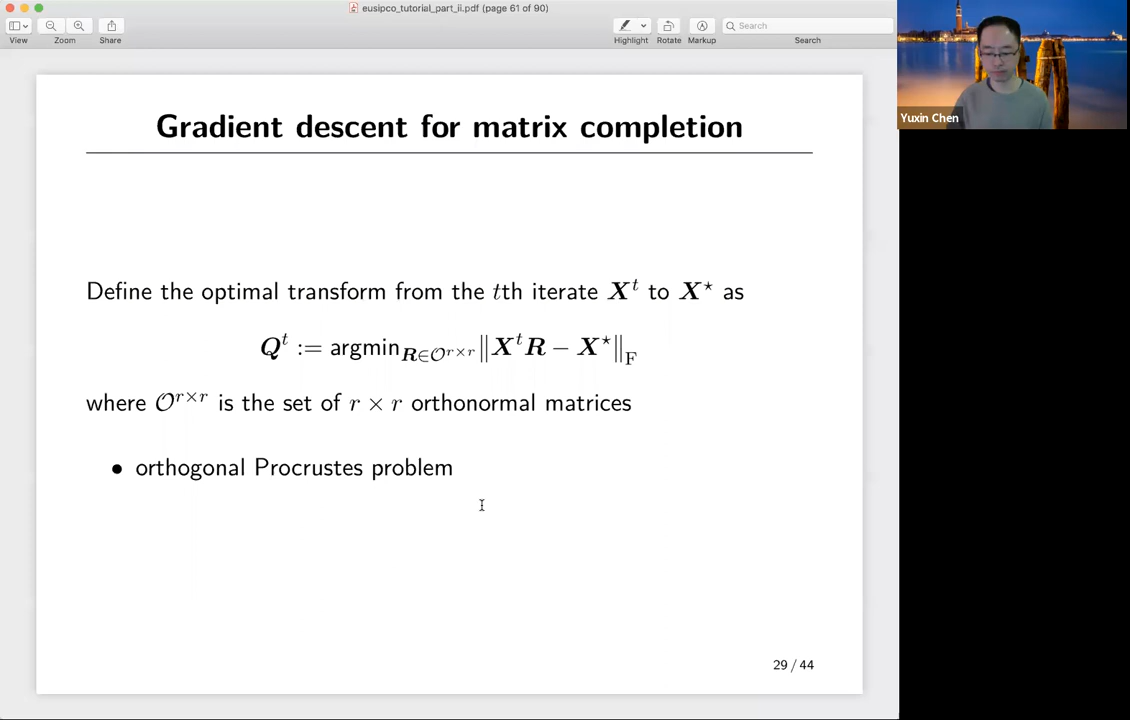 eusipco_tutorial_part_ii.pdf (page 61 of 90)
View
Zoom
Share
Highlight
Rotate
Markup
Search
Search
Yuxin Chen
Gradient descent for matrix completion
Define the optimal transform from the tth iterate X^t to X^⋆ as
Q^t := argmin_{R∈𝒪^{r×r}} ‖X^t R − X^⋆‖_F
where 𝒪^{r×r} is the set of r × r orthonormal matrices
• orthogonal Procrustes problem
29 / 44